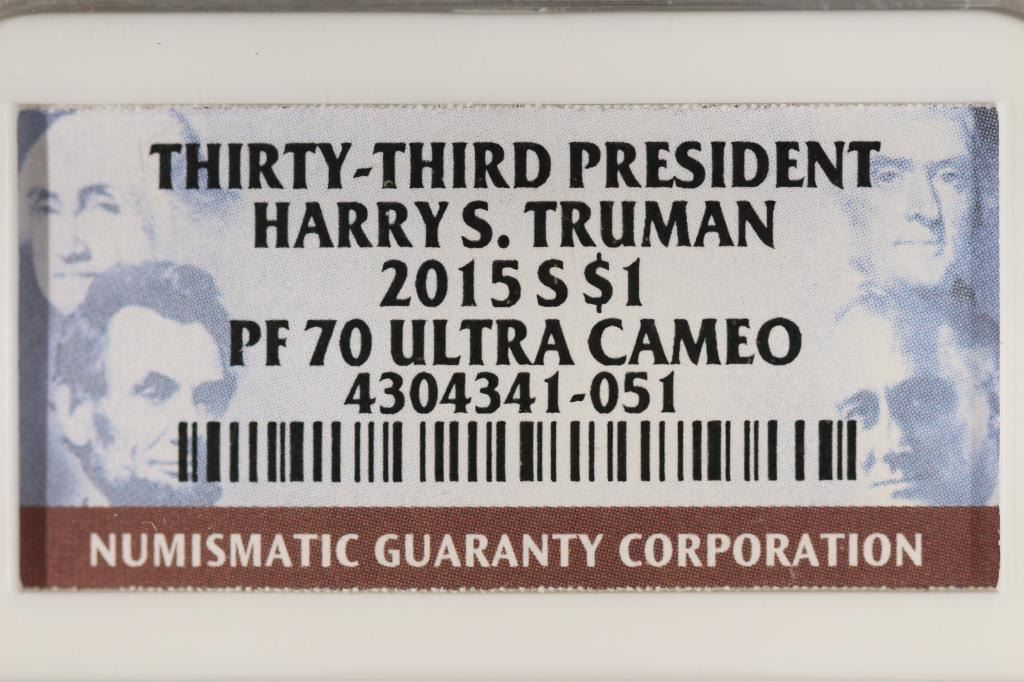 THIRTY-THIRD PRESIDENT
HARRY S. TRUMAN
2015 S $1
PF 70 ULTRA CAMEO
4304341-051
NUMISMATIC GUARANTY CORPORATION